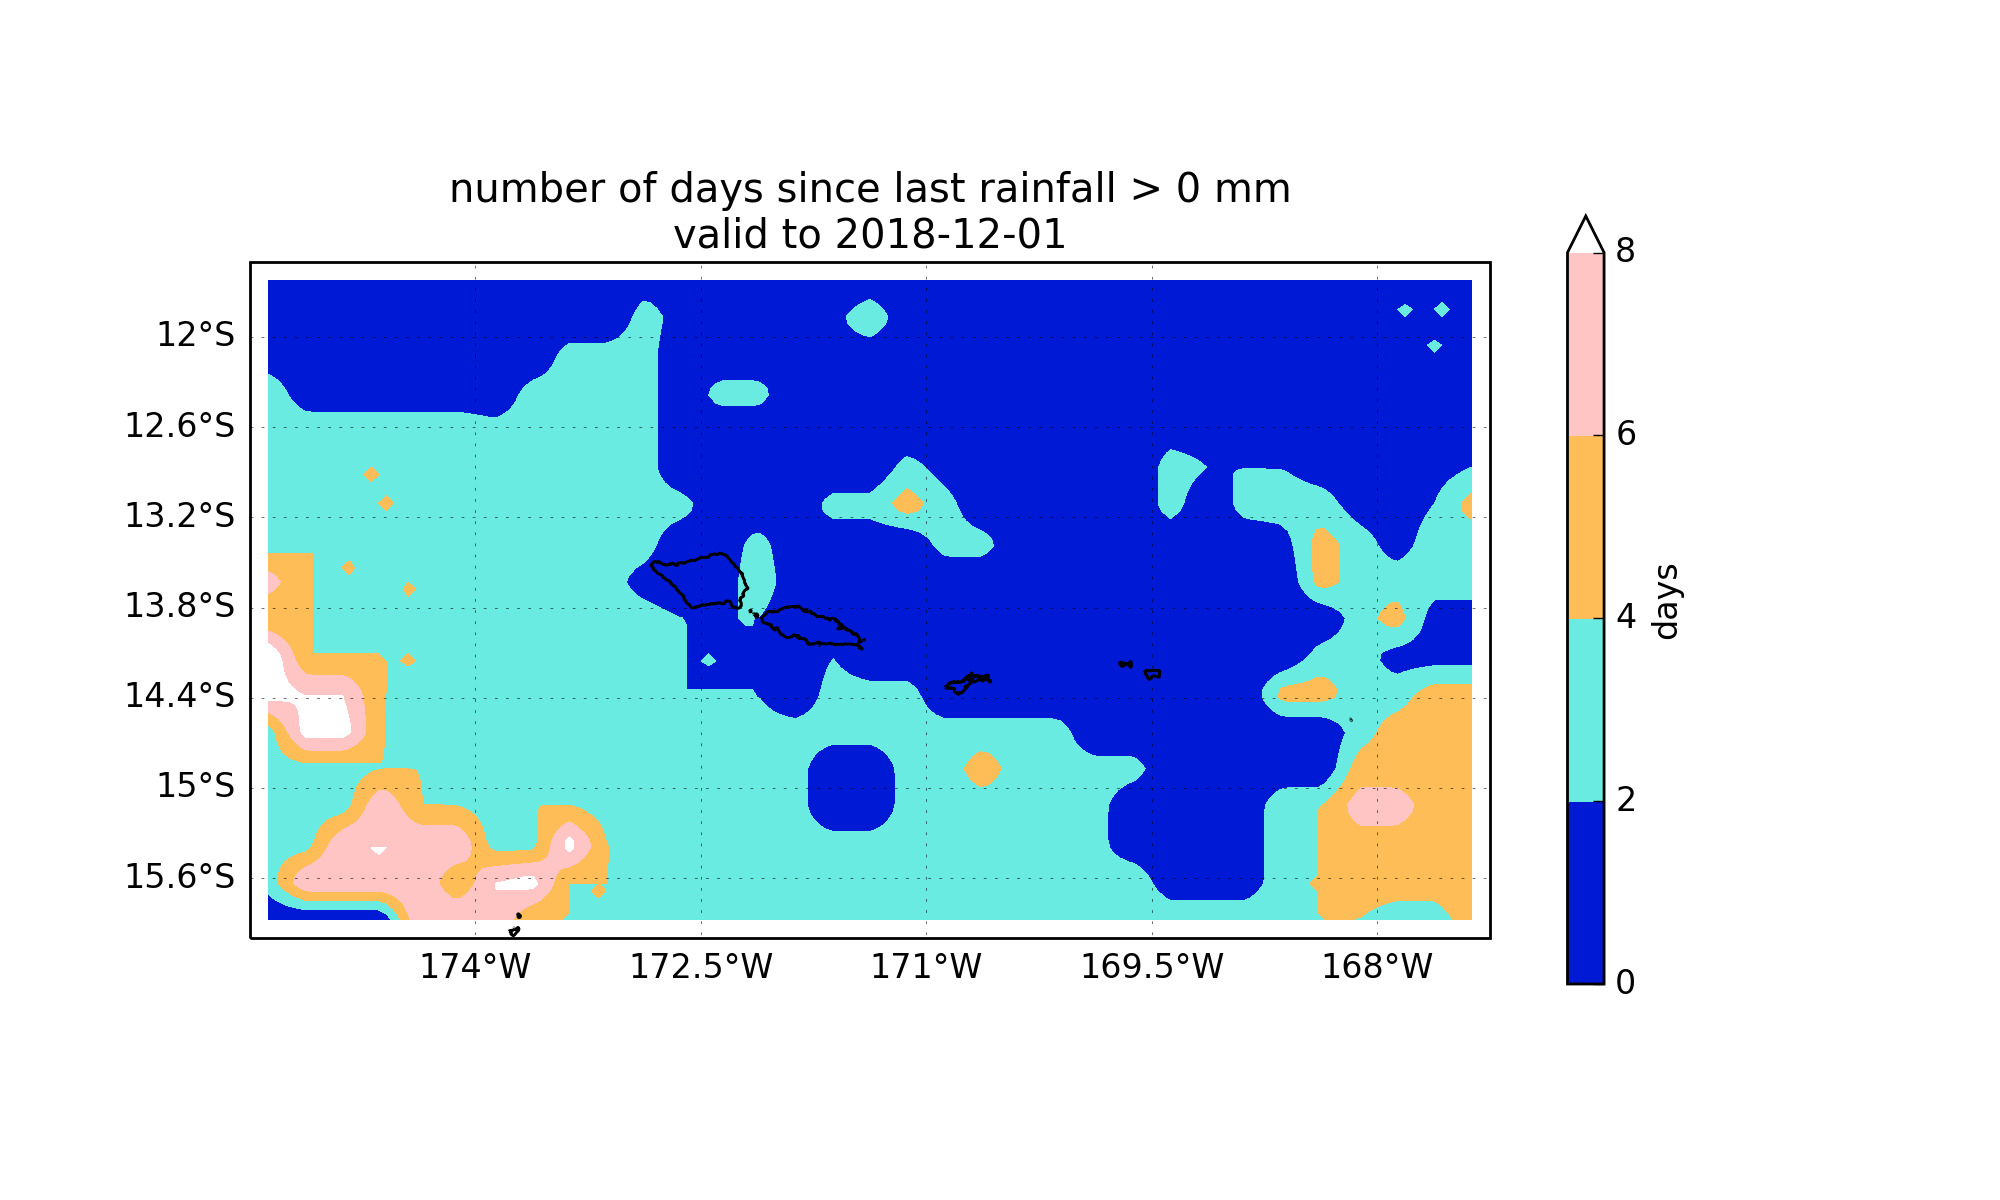 number of days since last rainfall > 0 mm
valid to 2018-12-01
12°S
12.6°S
13.2°S
13.8°S
14.4°S
15°S
15.6°S
174°W 172.5°W 171°W 169.5°W 168°W
8
6
4
2
0
days